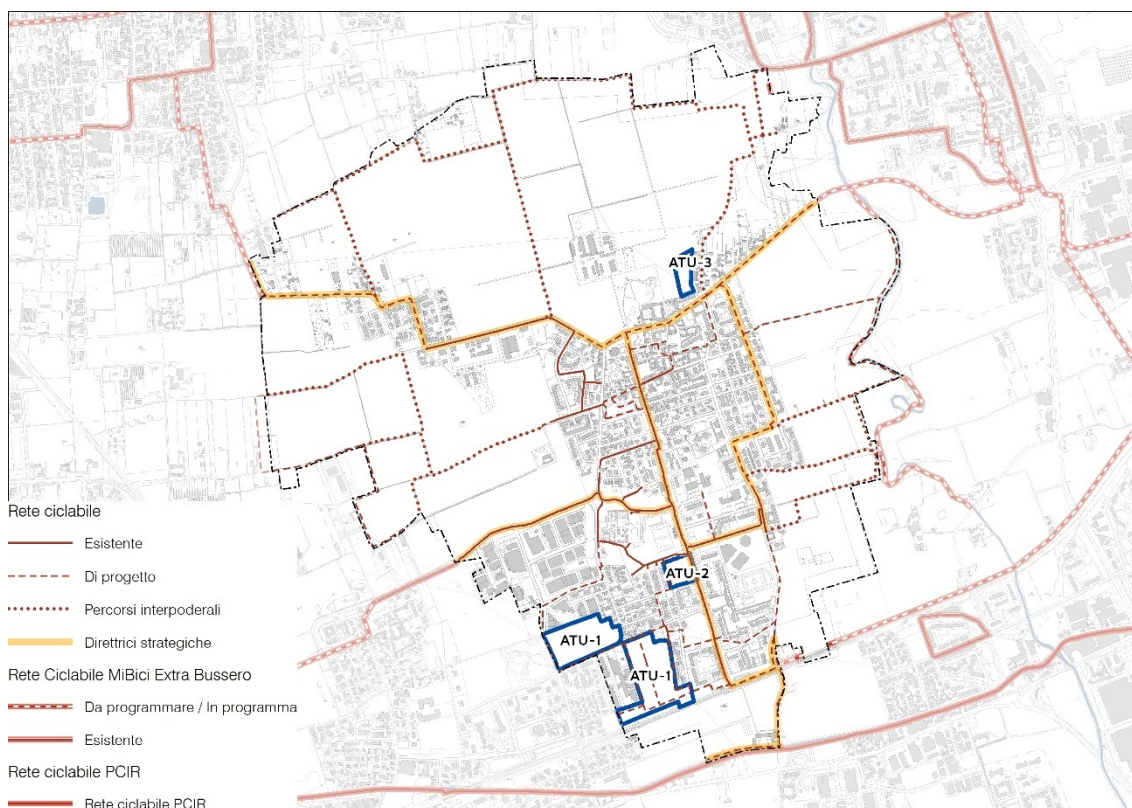 ATU-3
ATU-2
ATU-1
ATU-1
Rete ciclabile
Esistente
Di progetto
Percorsi interpoderali
Direttrici strategiche
Rete Ciclabile MiBici Extra Bussero
Da programmare / In programma
Esistente
Rete ciclabile PCIR
Rete ciclabile PCIR